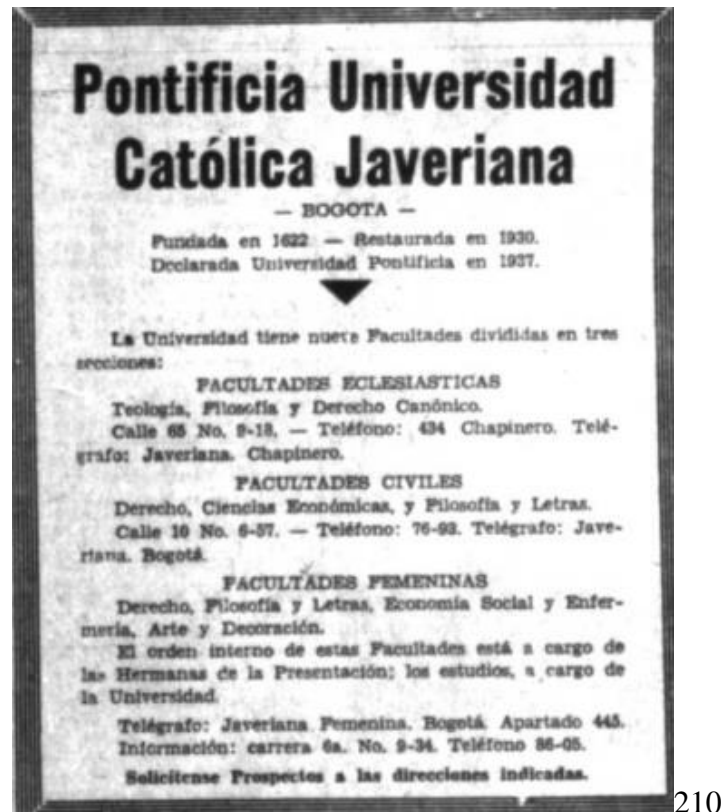 Pontificia Universidad
Católica Javeriana
— BOGOTA —
Fundada en 1622 — Restaurada en 1930.
Declarada Universidad Pontificia en 1937.
La Universidad tiene nueve Facultades divididas en tres
secciones:
FACULTADES ECLESIASTICAS
Teología, Filosofía y Derecho Canónico.
Calle 65 No. 9-18. — Teléfono: 434 Chapinero. Telé-
grafo: Javeriana. Chapinero.
FACULTADES CIVILES
Derecho, Ciencias Económicas, y Filosofía y Letras.
Calle 10 No. 6-57. — Teléfono: 76-93. Telégrafo: Jave-
riana. Bogotá.
FACULTADES FEMENINAS
Derecho, Filosofía y Letras, Economía Social y Enfer-
mería, Arte y Decoración.
El orden interno de estas Facultades está a cargo de
las Hermanas de la Presentación; los estudios, a cargo de
la Universidad.
Telégrafo: Javeriana Femenina. Bogotá. Apartado 445.
Información: carrera 6a. No. 9-34. Teléfono 86-05.
Solicítense Prospectos a las direcciones indicadas.
210